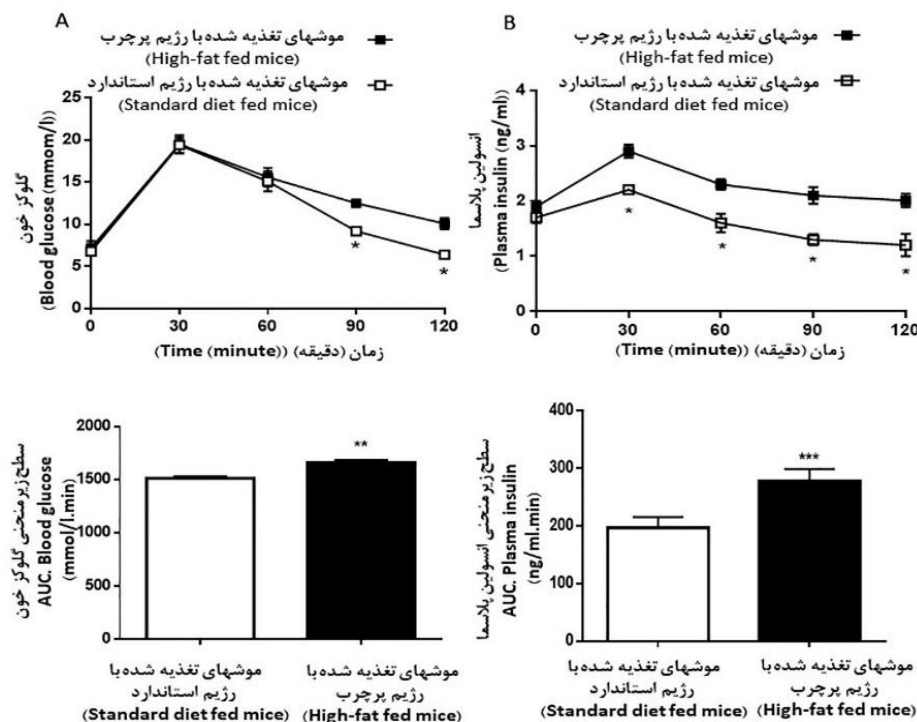 A
موشهای تغذیه شده با رژیم پرچرب
(High-fat fed mice)
موشهای تغذیه شده با رژیم استاندارد
(Standard diet fed mice)
گلوکز خون
(Blood glucose (mmom/l)
25
20
15
10
5
0
0 30 60 90 120
* *
زمان (دقیقه) (Time (minute))
B
موشهای تغذیه شده با رژیم پرچرب
(High-fat fed mice)
موشهای تغذیه شده با رژیم استاندارد
(Standard diet fed mice)
انسولین پلاسما
(Plasma insulin (ng/ml)
4
3
2
1
0
0 30 60 90 120
* * * *
زمان (دقیقه) (Time (minute))
سطح زیر منحنی گلوکز خون
AUC. Blood glucose
(mmol/l.min)
2000
1500
1000
500
0
**
موشهای تغذیه شده با
رژیم استاندارد
(Standard diet fed mice)
موشهای تغذیه شده با
رژیم پرچرب
(High-fat fed mice)
سطح زیر منحنی انسولین پلاسما
AUC. Plasma insulin
(ng/ml.min)
400
300
200
100
0
***
موشهای تغذیه شده با
رژیم استاندارد
(Standard diet fed mice)
موشهای تغذیه شده با
رژیم پرچرب
(High-fat fed mice)